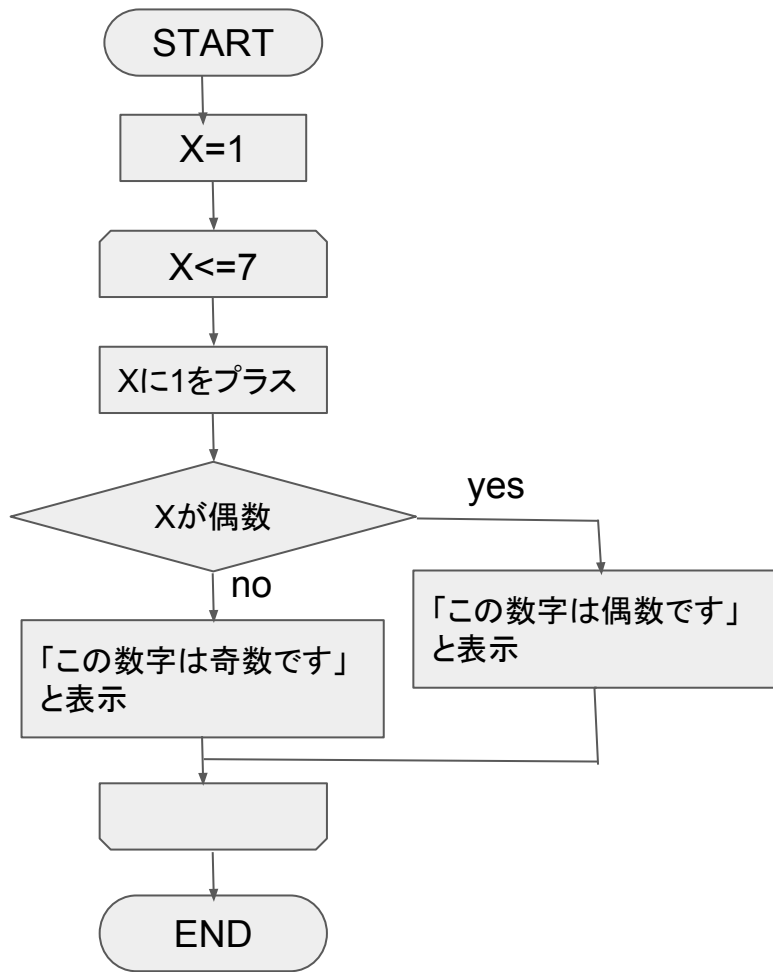 START
X=1
X<=7
Xに1をプラス
Xが偶数
yes
no
「この数字は偶数です」
と表示
「この数字は奇数です」
と表示
END